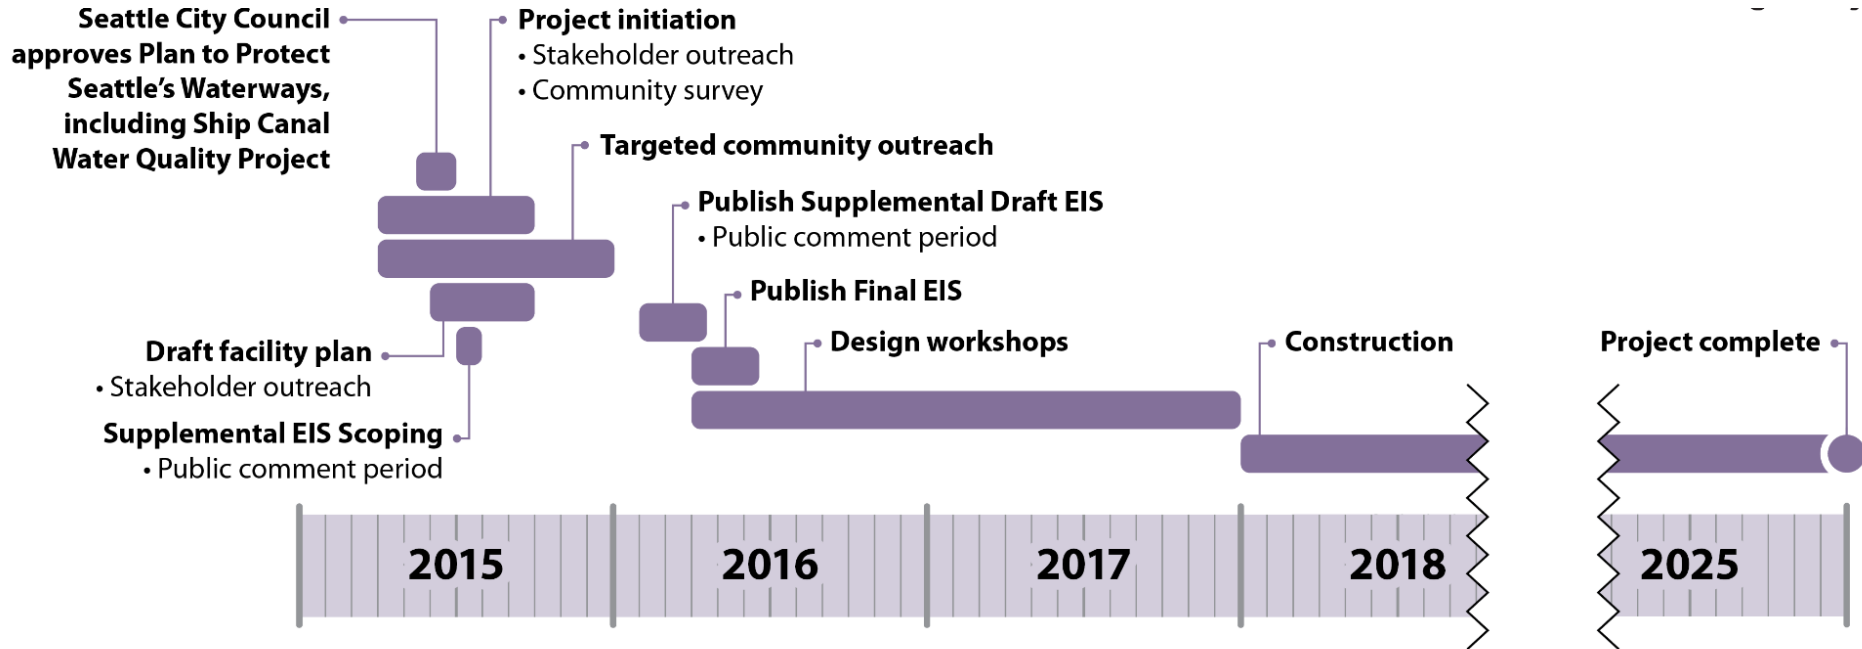 Seattle City Council
approves Plan to Protect
Seattle's Waterways,
including Ship Canal
Water Quality Project
Project initiation
• Stakeholder outreach
• Community survey
Targeted community outreach
Publish Supplemental Draft EIS
• Public comment period
Publish Final EIS
Design workshops
Construction
Project complete
Draft facility plan
• Stakeholder outreach
Supplemental EIS Scoping
• Public comment period
2015
2016
2017
2018
2025